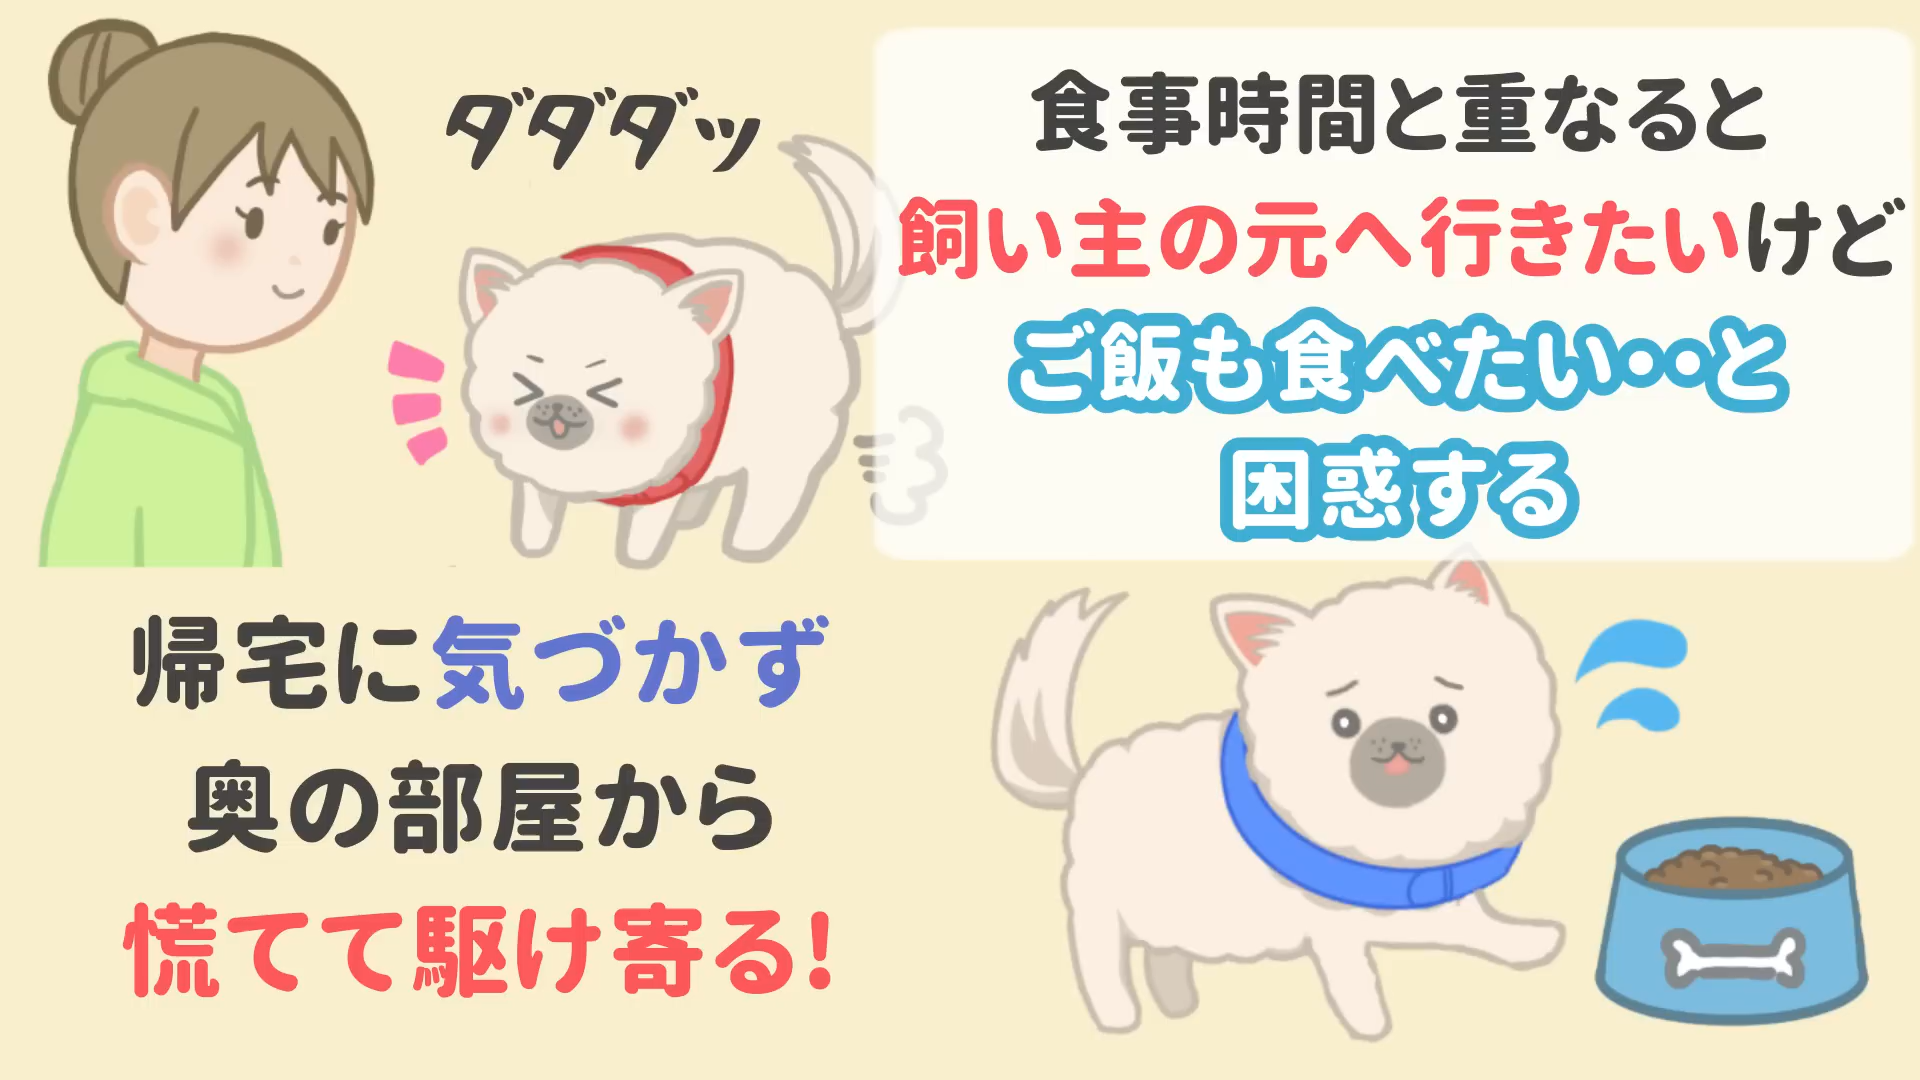 ダダダッ
食事時間と重なると
飼い主の元へ行きたいけど
ご飯も食べたい‥と
困惑する
帰宅に気づかず
奥の部屋から
慌てて駆け寄る!